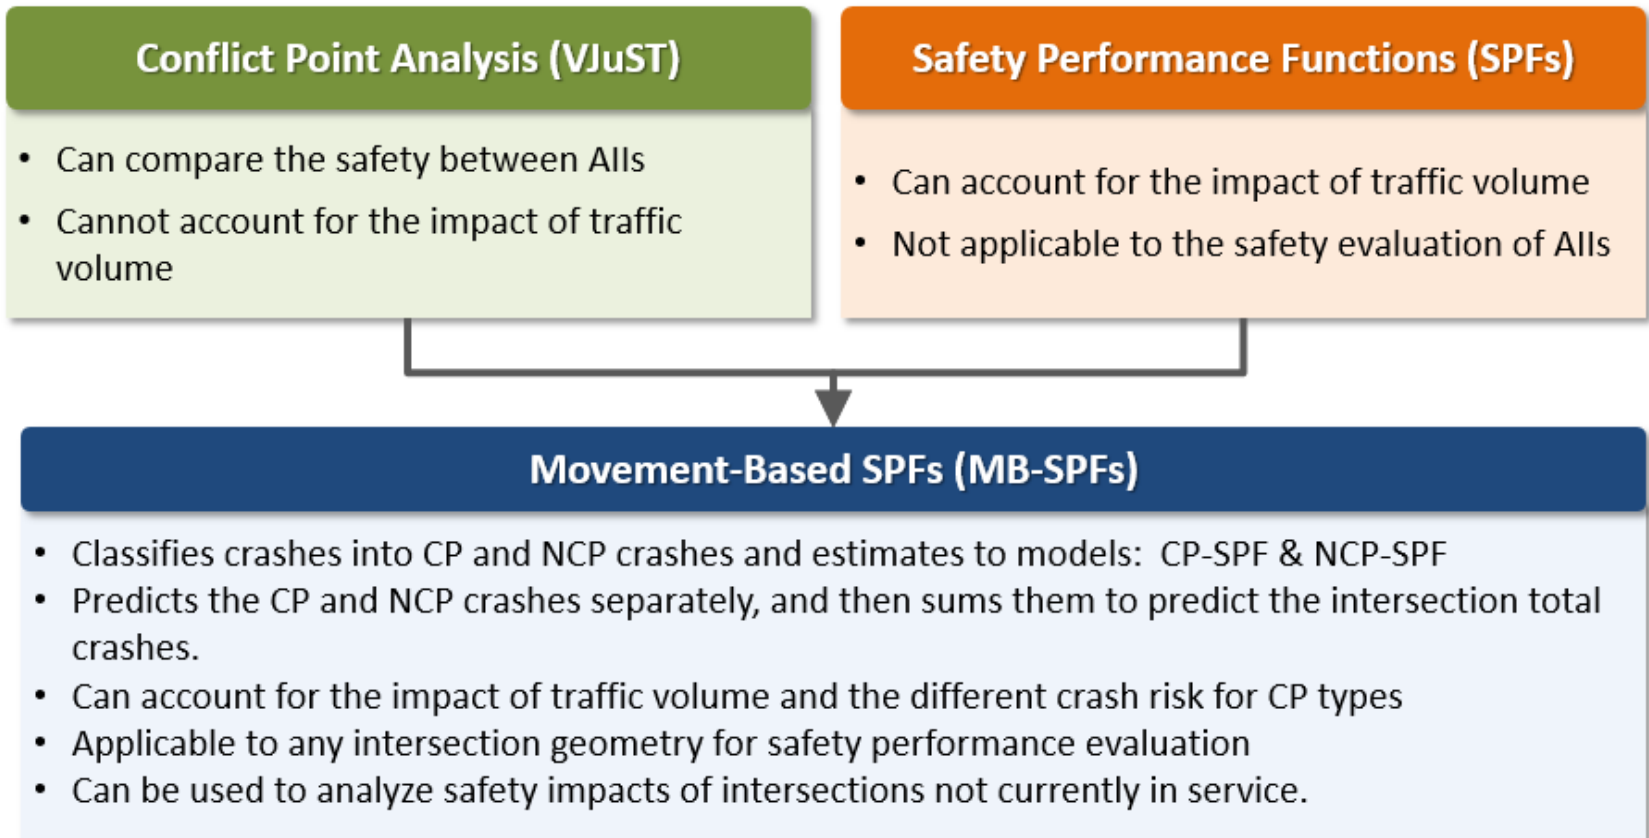 Conflict Point Analysis (VJuST)
• Can compare the safety between AIIs
• Cannot account for the impact of traffic
volume
Safety Performance Functions (SPFs)
• Can account for the impact of traffic volume
• Not applicable to the safety evaluation of AIIs
Movement-Based SPFs (MB-SPFs)
• Classifies crashes into CP and NCP crashes and estimates to models:  CP-SPF & NCP-SPF
• Predicts the CP and NCP crashes separately, and then sums them to predict the intersection total
crashes.
• Can account for the impact of traffic volume and the different crash risk for CP types
• Applicable to any intersection geometry for safety performance evaluation
• Can be used to analyze safety impacts of intersections not currently in service.